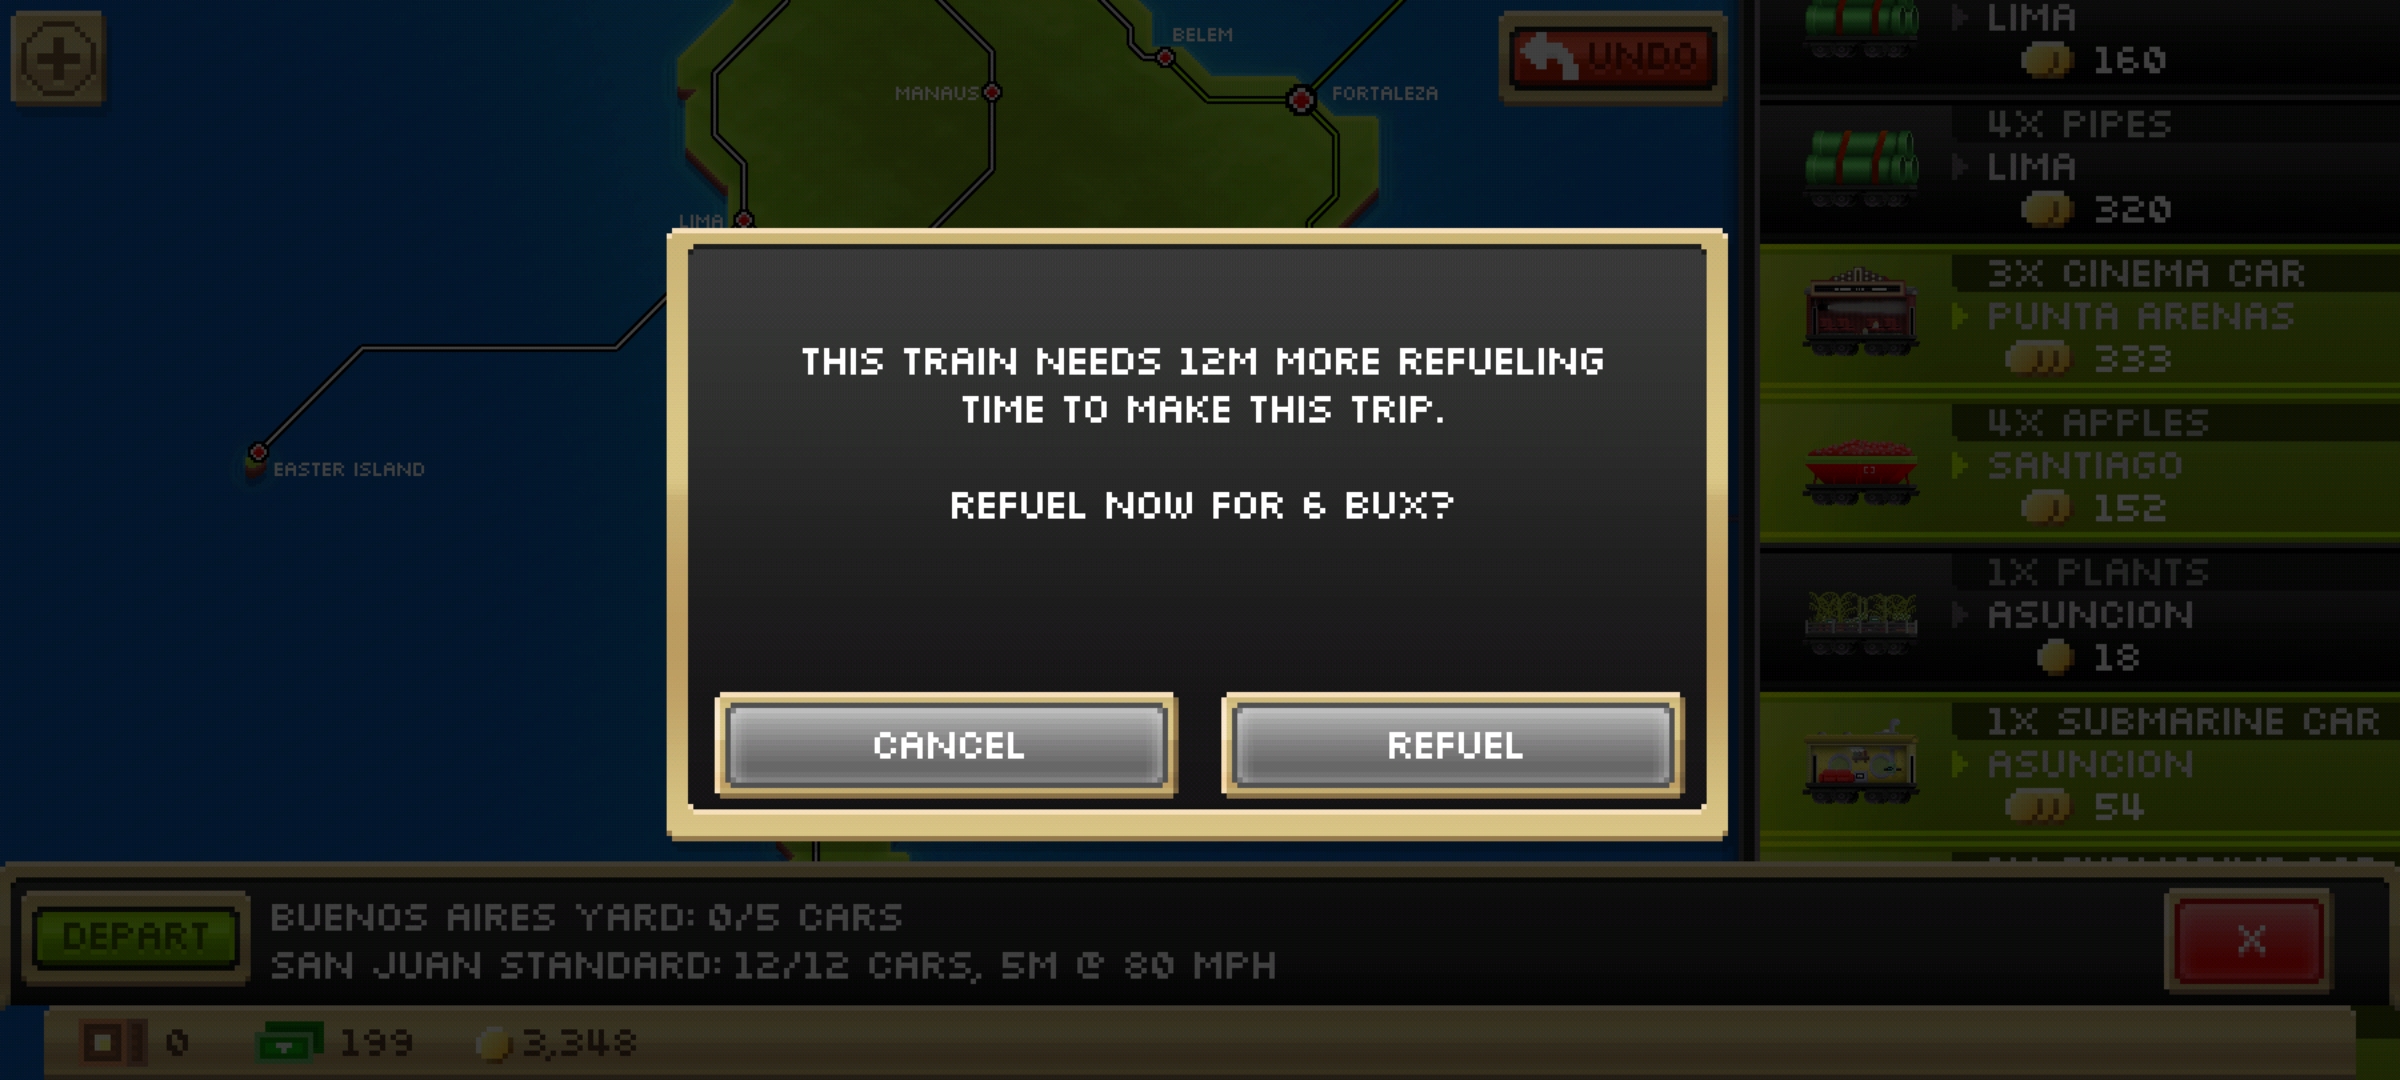 BELEM
MANAUS
FORTALEZA
LIMA
EASTER ISLAND
UNDO
LIMA
160
4X PIPES
LIMA
320
3X CINEMA CAR
PUNTA ARENAS
333
4X APPLES
SANTIAGO
152
1X PLANTS
ASUNCION
18
1X SUBMARINE CAR
ASUNCION
54
THIS TRAIN NEEDS 12M MORE REFUELING
TIME TO MAKE THIS TRIP.
REFUEL NOW FOR 6 BUX?
CANCEL
REFUEL
DEPART
BUENOS AIRES YARD: 0/5 CARS
SAN JUAN STANDARD: 12/12 CARS, 5M @ 80 MPH
X
0
199
3,348